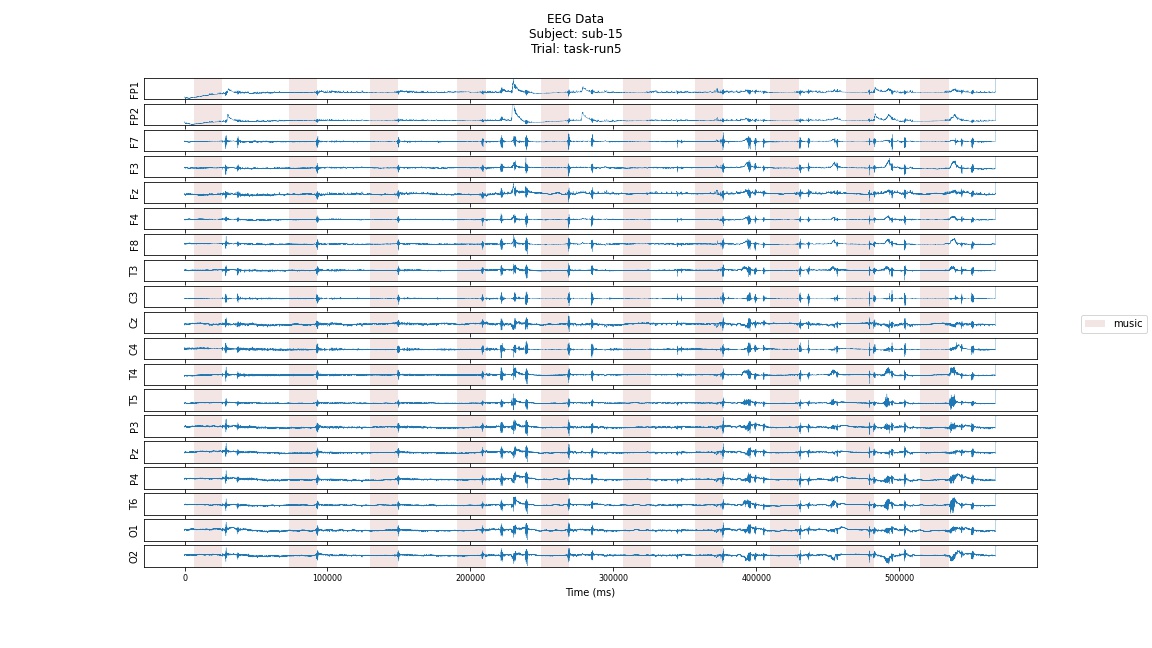 EEG Data
Subject: sub-15
Trial: task-run5
FP1
FP2
F7
F3
Fz
F4
F8
T3
C3
Cz
C4
T4
T5
P3
Pz
P4
T6
O1
O2
music
0 100000 200000 300000 400000 500000
Time (ms)